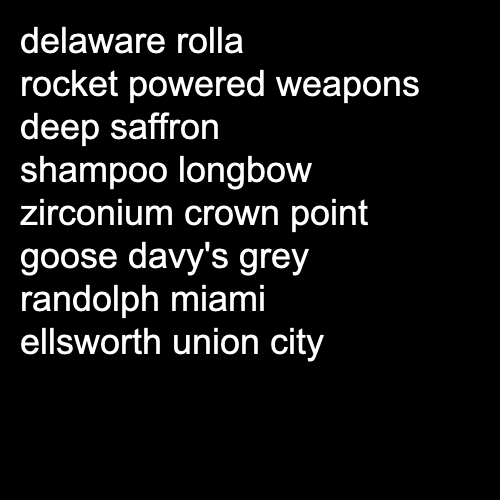 delaware rolla
rocket powered weapons
deep saffron
shampoo longbow
zirconium crown point
goose davy's grey
randolph miami
ellsworth union city